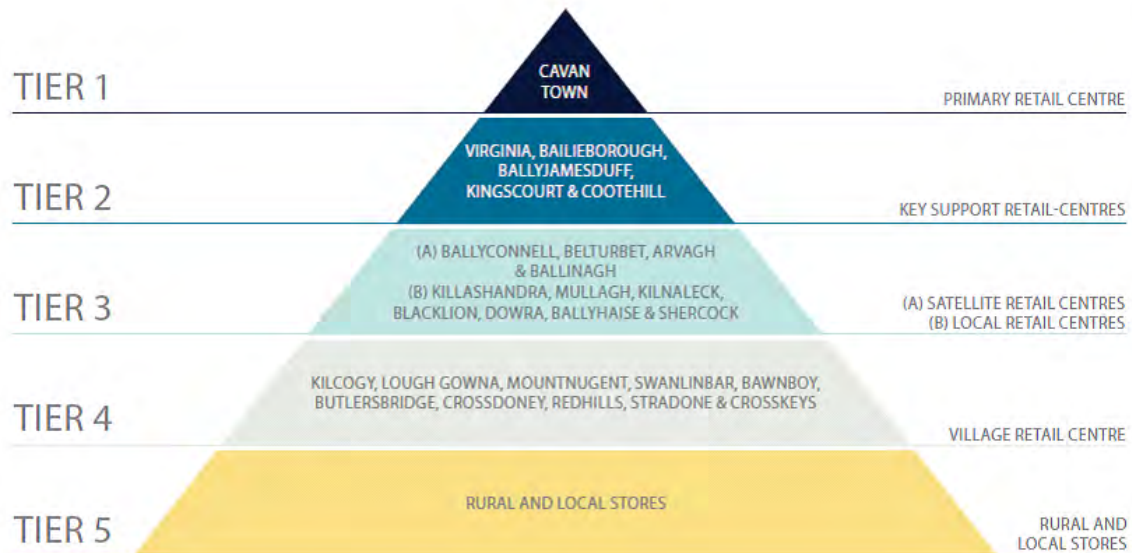 TIER 1
CAVAN
TOWN
PRIMARY RETAIL CENTRE
TIER 2
VIRGINIA, BAILIEBOROUGH,
BALLYJAMESDUFF,
KINGSCOURT & COOTEHILL
KEY SUPPORT RETAIL-CENTRES
TIER 3
(A) BALLYCONNELL, BELTURBET, ARVAGH
& BALLINAGH
(B) KILLASHANDRA, MULLAGH, KILNALECK,
BLACKLION, DOWRA, BALLYHAISE & SHERCOCK
(A) SATELLITE RETAIL CENTRES
(B) LOCAL RETAIL CENTRES
TIER 4
KILCOGY, LOUGH GOWNA, MOUNTNUGENT, SWANLINBAR, BAWNBOY,
BUTLERSBRIDGE, CROSSDONEY, REDHILLS, STRADONE & CROSSKEYS
VILLAGE RETAIL CENTRE
TIER 5
RURAL AND LOCAL STORES
RURAL AND
LOCAL STORES